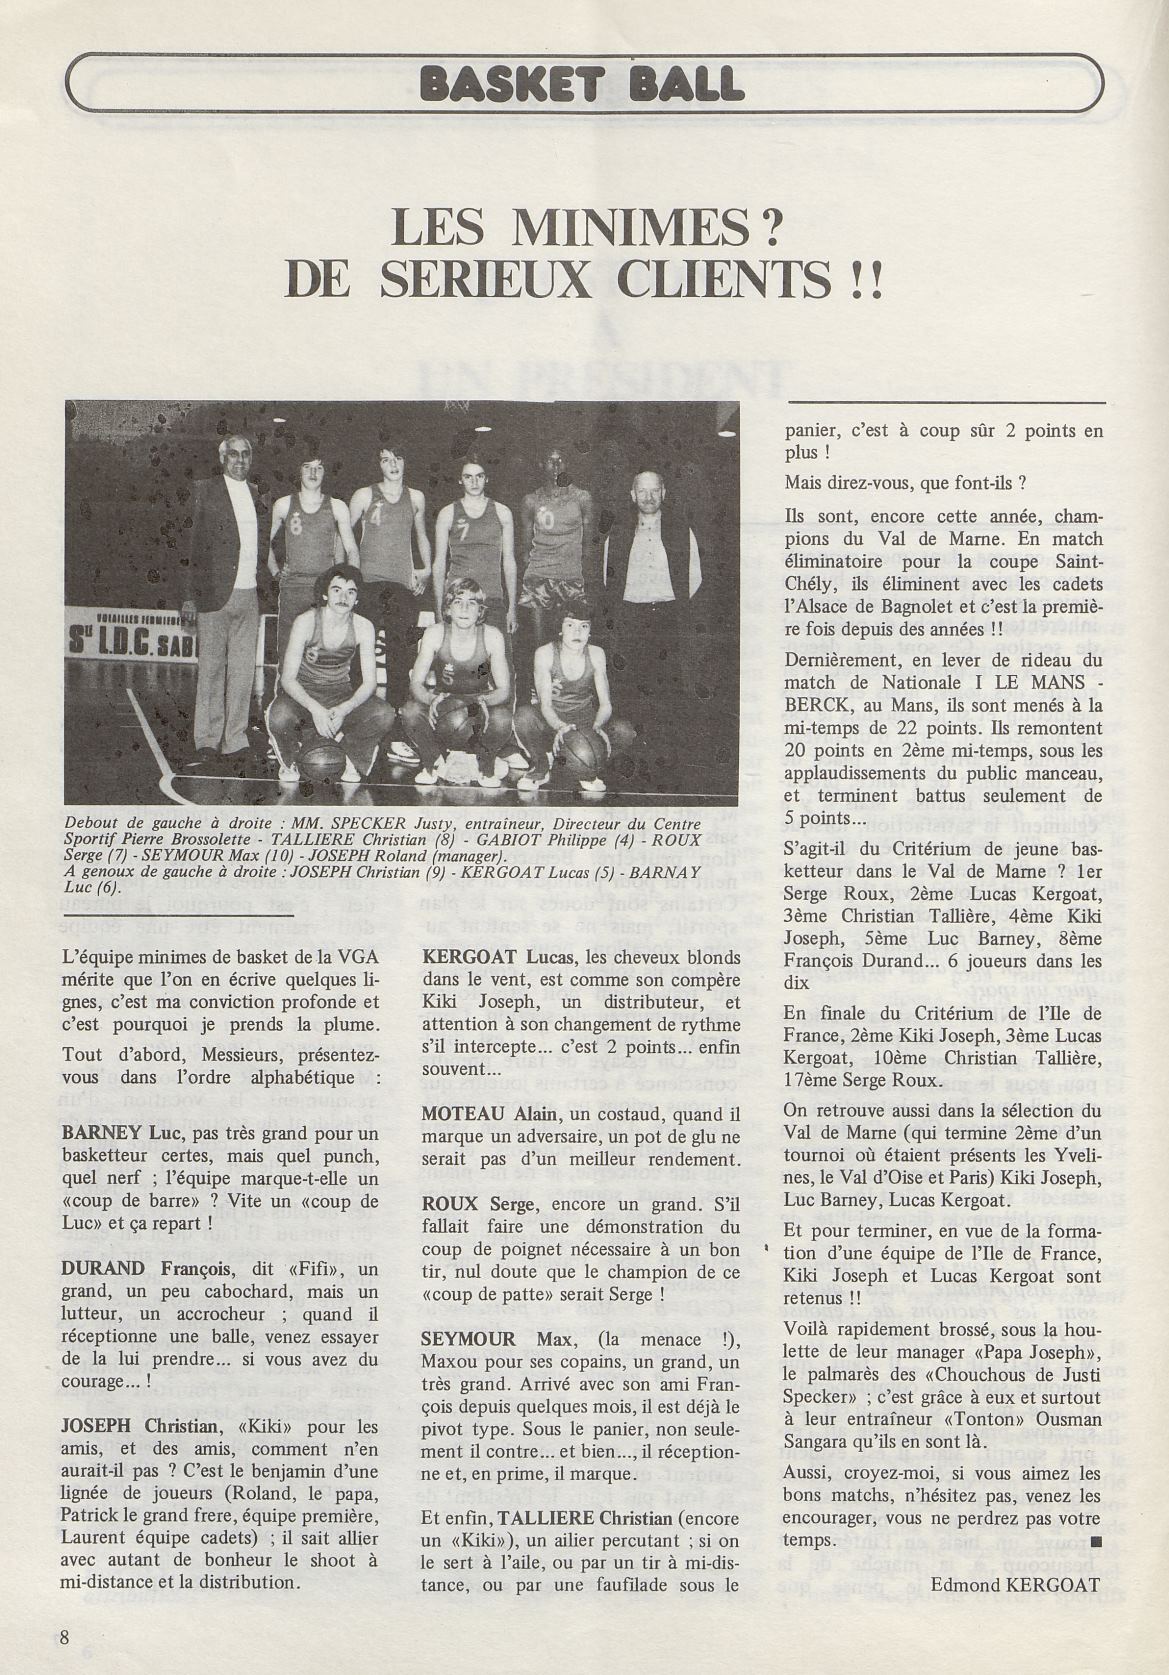 BASKET BALL
LES MINIMES ?
DE SERIEUX CLIENTS !!
8
4
7
10
9
5
6
VOLAILLES FERMIERES
Sté L.D.C. SABL
Debout de gauche à droite : MM. SPECKER Justy, entraîneur, Directeur du Centre
Sportif Pierre Brossolette - TALLIERE Christian (8) - GABIOT Philippe (4) - ROUX
Serge (7) - SEYMOUR Max (10) - JOSEPH Roland (manager).
A genoux de gauche à droite : JOSEPH Christian (9) - KERGOAT Lucas (5) - BARNAY
Luc (6).
L'équipe minimes de basket de la VGA
mérite que l'on en écrive quelques li-
gnes, c'est ma conviction profonde et
c'est pourquoi je prends la plume.
Tout d'abord, Messieurs, présentez-
vous dans l'ordre alphabétique :
BARNEY Luc, pas très grand pour un
basketteur certes, mais quel punch,
quel nerf ; l'équipe marque-t-elle un
«coup de barre» ? Vite un «coup de
Luc» et ça repart !
DURAND François, dit «Fifi», un
grand, un peu cabochard, mais un
lutteur, un accrocheur ; quand il
réceptionne une balle, venez essayer
de la lui prendre... si vous avez du
courage... !
JOSEPH Christian, «Kiki» pour les
amis, et des amis, comment n'en
aurait-il pas ? C'est le benjamin d'une
lignée de joueurs (Roland, le papa,
Patrick le grand frere, équipe première,
Laurent équipe cadets) ; il sait allier
avec autant de bonheur le shoot à
mi-distance et la distribution.
KERGOAT Lucas, les cheveux blonds
dans le vent, est comme son compère
Kiki Joseph, un distributeur, et
attention à son changement de rythme
s'il intercepte... c'est 2 points... enfin
souvent...
MOTEAU Alain, un costaud, quand il
marque un adversaire, un pot de glu ne
serait pas d'un meilleur rendement.
ROUX Serge, encore un grand. S'il
fallait faire une démonstration du
coup de poignet nécessaire à un bon
tir, nul doute que le champion de ce
«coup de patte» serait Serge !
SEYMOUR Max, (la menace !),
Maxou pour ses copains, un grand, un
très grand. Arrivé avec son ami Fran-
çois depuis quelques mois, il est déjà le
pivot type. Sous le panier, non seule-
ment il contre... et bien..., il réception-
ne et, en prime, il marque.
Et enfin, TALLIERE Christian (encore
un «Kiki»), un ailier percutant ; si on
le sert à l'aile, ou par un tir à mi-dis-
tance, ou par une faufilade sous le
panier, c'est à coup sûr 2 points en
plus !
Mais direz-vous, que font-ils ?
Ils sont, encore cette année, cham-
pions du Val de Marne. En match
éliminatoire pour la coupe Saint-
Chély, ils éliminent avec les cadets
l'Alsace de Bagnolet et c'est la premiè-
re fois depuis des années !!
Dernièrement, en lever de rideau du
match de Nationale I LE MANS -
BERCK, au Mans, ils sont menés à la
mi-temps de 22 points. Ils remontent
20 points en 2ème mi-temps, sous les
applaudissements du public manceau,
et terminent battus seulement de
5 points...
S'agit-il du Critérium de jeune bas-
ketteur dans le Val de Marne ? 1er
Serge Roux, 2ème Lucas Kergoat,
3ème Christian Tallière, 4ème Kiki
Joseph, 5ème Luc Barney, 8ème
François Durand... 6 joueurs dans les
dix
En finale du Critérium de l'Ile de
France, 2ème Kiki Joseph, 3ème Lucas
Kergoat, 10ème Christian Tallière,
17ème Serge Roux.
On retrouve aussi dans la sélection du
Val de Marne (qui termine 2ème d'un
tournoi où étaient présents les Yveli-
nes, le Val d'Oise et Paris) Kiki Joseph,
Luc Barney, Lucas Kergoat.
Et pour terminer, en vue de la forma-
tion d'une équipe de l'Ile de France,
Kiki Joseph et Lucas Kergoat sont
retenus !!
Voilà rapidement brossé, sous la hou-
lette de leur manager «Papa Joseph»,
le palmarès des «Chouchous de Justi
Specker» ; c'est grâce à eux et surtout
à leur entraîneur «Tonton» Ousman
Sangara qu'ils en sont là.
Aussi, croyez-moi, si vous aimez les
bons matchs, n'hésitez pas, venez les
encourager, vous ne perdrez pas votre
temps. ■
Edmond KERGOAT
8